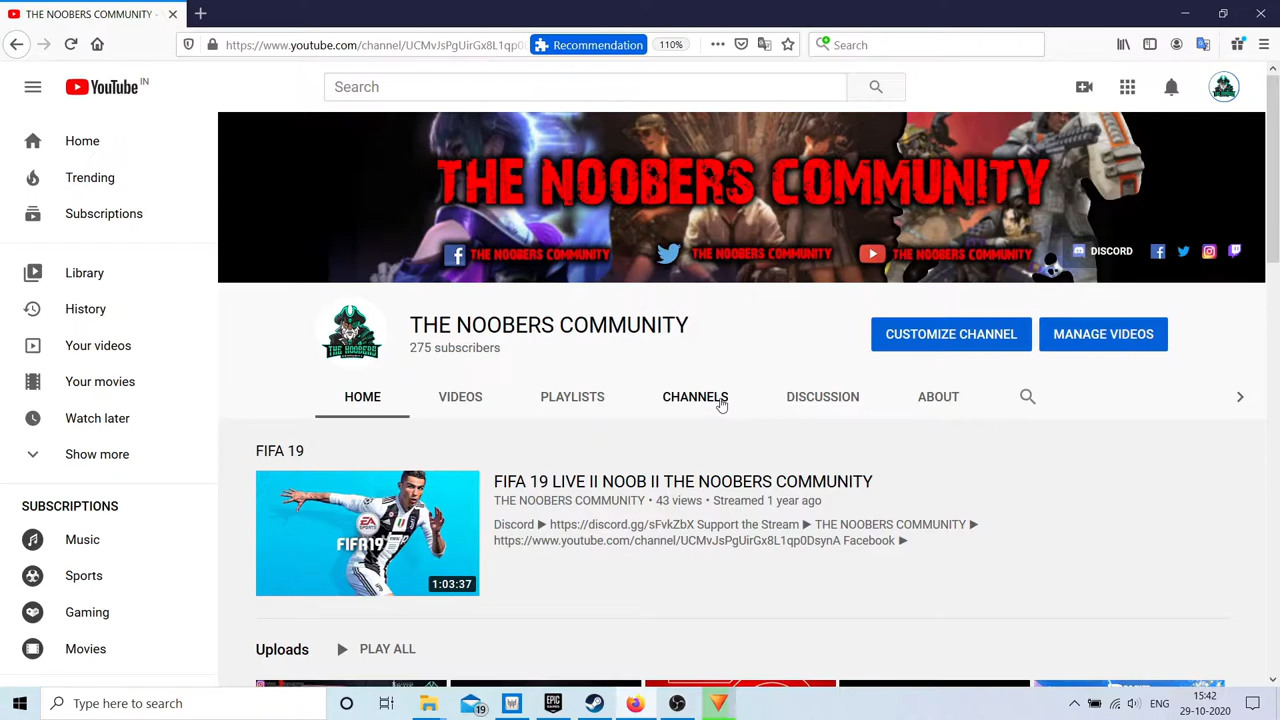 THE NOOBERS COMMUNITY -
https://www.youtube.com/channel/UCMvJsPgUirGx8L1qp0
Recommendation
110%
Search
YouTube IN
Search
Home
Trending
Subscriptions
Library
History
Your videos
Your movies
Watch later
Show more
SUBSCRIPTIONS
Music
Sports
Gaming
Movies
THE NOOBERS COMMUNITY
THE NOOBERS COMMUNITY
THE NOOBERS COMMUNITY
THE NOOBERS COMMUNITY
DISCORD
THE NOOBERS COMMUNITY
275 subscribers
CUSTOMIZE CHANNEL
MANAGE VIDEOS
HOME
VIDEOS
PLAYLISTS
CHANNELS
DISCUSSION
ABOUT
FIFA 19
EA SPORTS
FIFA19
1:03:37
FIFA 19 LIVE II NOOB II THE NOOBERS COMMUNITY
THE NOOBERS COMMUNITY • 43 views • Streamed 1 year ago
Discord ▶ https://discord.gg/sFvkZbX Support the Stream ▶ THE NOOBERS COMMUNITY ▶
https://www.youtube.com/channel/UCMvJsPgUirGx8L1qp0DsynA Facebook ▶
Uploads
PLAY ALL
Type here to search
19
EPIC GAMES
ENG
15:42
29-10-2020